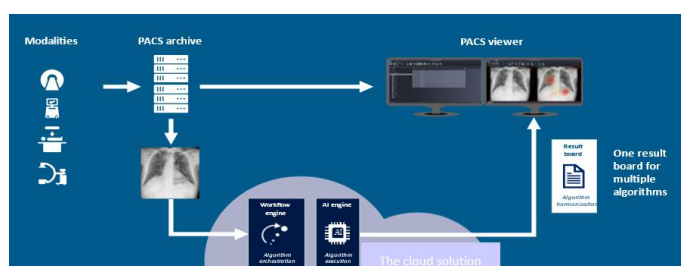 Modalities
PACS archive
PACS viewer
Result
board
Algorithm
harmonization
One result
board for
multiple
algorithms
Workflow
engine
Algorithm
orchestration
AI engine
AI
Algorithm
execution
The cloud solution